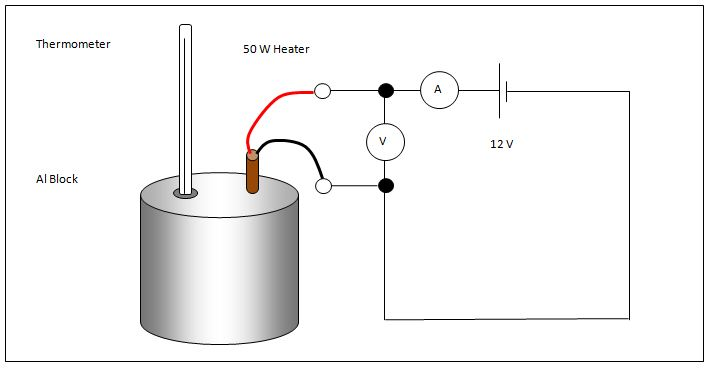 Thermometer
50 W Heater
A
V
12 V
Al Block